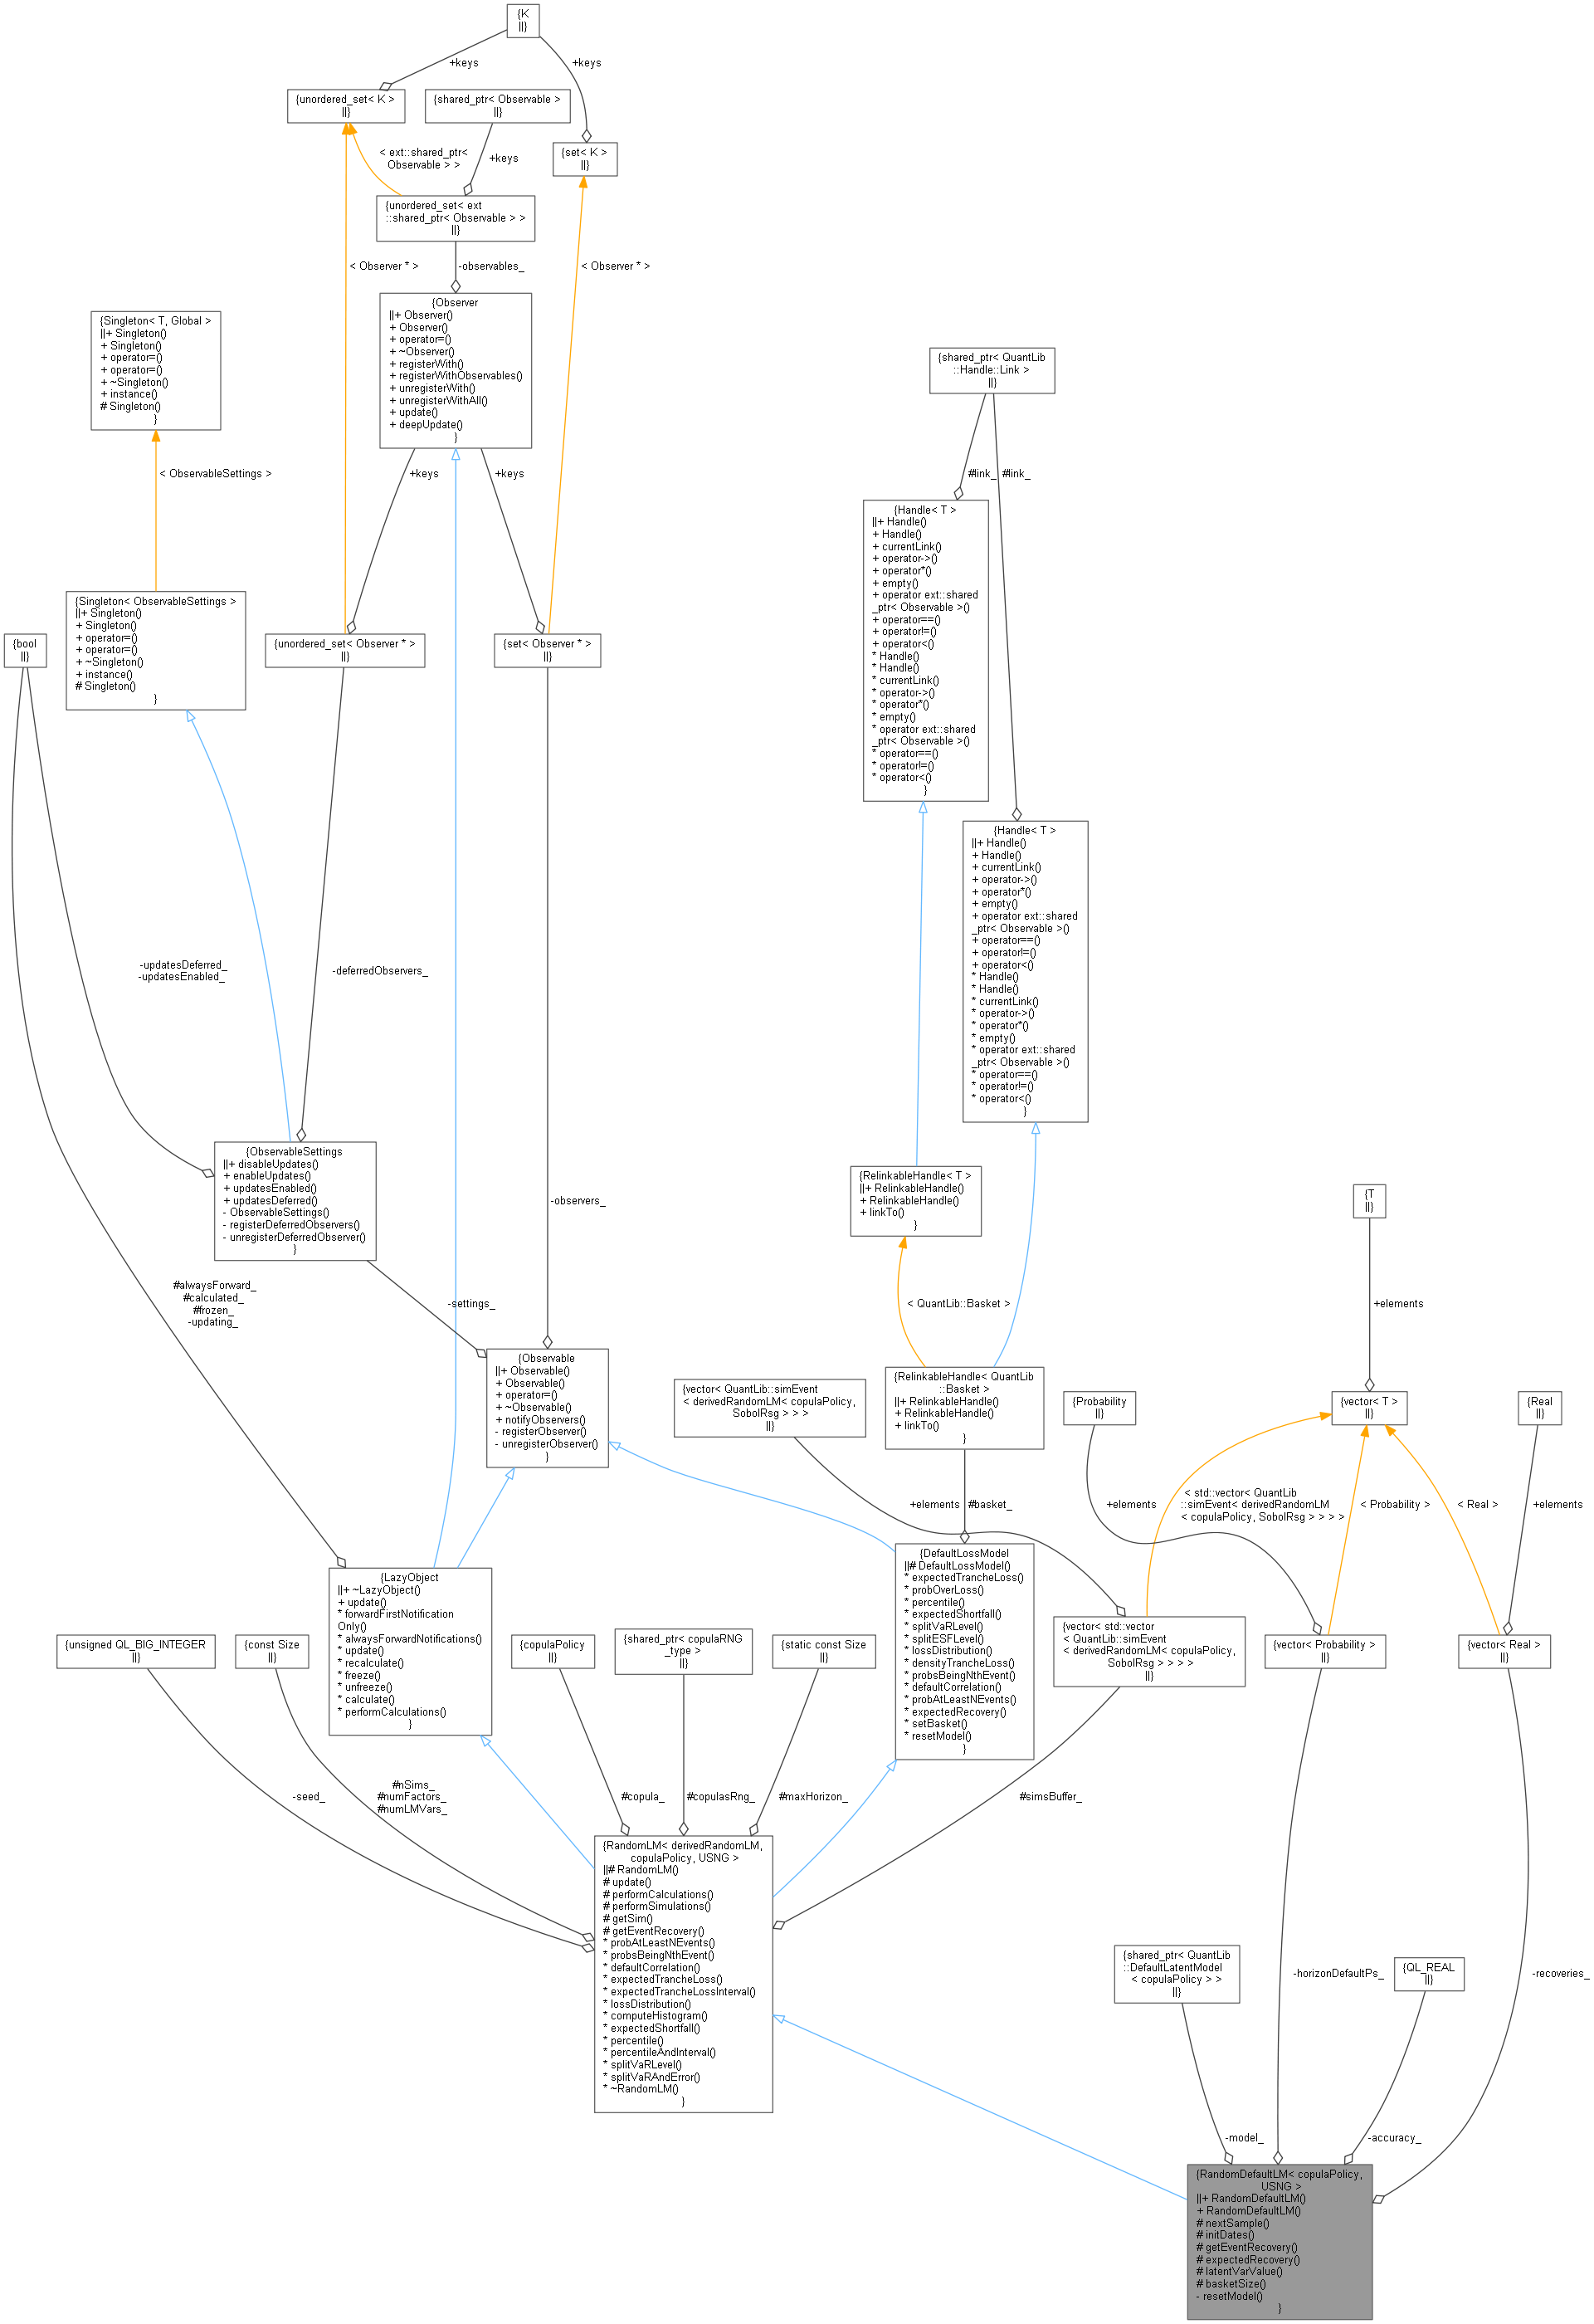 {K
||}
+keys
+keys
{unordered_set< K >
||}
{shared_ptr< Observable >
||}
{set< K >
||}
< ext::shared_ptr<
Observable > >
+keys
{unordered_set< ext
::shared_ptr< Observable > >
||}
< Observer * >
-observables_
< Observer * >
{Observer
||+ Observer()
+ Observer()
+ operator=()
+ ~Observer()
+ registerWith()
+ registerWithObservables()
+ unregisterWith()
+ unregisterWithAll()
+ update()
+ deepUpdate()
}
{Singleton< T, Global >
||+ Singleton()
+ Singleton()
+ operator=()
+ operator=()
+ ~Singleton()
+ instance()
# Singleton()
}
{shared_ptr< QuantLib
::Handle::Link >
||}
< ObservableSettings >
+keys
+keys
#link_
#link_
{Handle< T >
||+ Handle()
+ Handle()
+ currentLink()
+ operator->()
+ operator*()
+ empty()
+ operator ext::shared
_ptr< Observable >()
+ operator==()
+ operator!=()
+ operator<()
* Handle()
* Handle()
* currentLink()
* operator->()
* operator*()
* empty()
* operator ext::shared
_ptr< Observable >()
* operator==()
* operator!=()
* operator<()
}
{Singleton< ObservableSettings >
||+ Singleton()
+ Singleton()
+ operator=()
+ operator=()
+ ~Singleton()
+ instance()
# Singleton()
}
{bool
||}
{unordered_set< Observer * >
||}
{set< Observer * >
||}
{Handle< T >
||+ Handle()
+ Handle()
+ currentLink()
+ operator->()
+ operator*()
+ empty()
+ operator ext::shared
_ptr< Observable >()
+ operator==()
+ operator!=()
+ operator<()
* Handle()
* Handle()
* currentLink()
* operator->()
* operator*()
* empty()
* operator ext::shared
_ptr< Observable >()
* operator==()
* operator!=()
* operator<()
}
-updatesDeferred_
-updatesEnabled_
-deferredObservers_
{ObservableSettings
||+ disableUpdates()
+ enableUpdates()
+ updatesEnabled()
+ updatesDeferred()
- ObservableSettings()
- registerDeferredObservers()
- unregisterDeferredObserver()
}
-observers_
{RelinkableHandle< T >
||+ RelinkableHandle()
+ RelinkableHandle()
+ linkTo()
}
{T
||}
#alwaysForward_
#calculated_
#frozen_
-updating_
-settings_
< QuantLib::Basket >
+elements
{Observable
||+ Observable()
+ Observable()
+ operator=()
+ ~Observable()
+ notifyObservers()
- registerObserver()
- unregisterObserver()
}
{vector< QuantLib::simEvent
< derivedRandomLM< copulaPolicy,
SobolRsg > > >
||}
{RelinkableHandle< QuantLib
::Basket >
||+ RelinkableHandle()
+ RelinkableHandle()
+ linkTo()
}
{Probability
||}
{vector< T >
||}
{Real
||}
+elements
#basket_
+elements
< std::vector< QuantLib
::simEvent< derivedRandomLM
< copulaPolicy, SobolRsg > > > >
< Probability >
< Real >
+elements
{LazyObject
||+ ~LazyObject()
+ update()
* forwardFirstNotification
Only()
* alwaysForwardNotifications()
* update()
* recalculate()
* freeze()
* unfreeze()
* calculate()
* performCalculations()
}
{DefaultLossModel
||# DefaultLossModel()
* expectedTrancheLoss()
* probOverLoss()
* percentile()
* expectedShortfall()
* splitVaRLevel()
* splitESFLevel()
* lossDistribution()
* densityTrancheLoss()
* probsBeingNthEvent()
* defaultCorrelation()
* probAtLeastNEvents()
* expectedRecovery()
* setBasket()
* resetModel()
}
{unsigned QL_BIG_INTEGER
||}
{const Size
||}
{copulaPolicy
||}
{shared_ptr< copulaRNG
_type >
||}
{static const Size
||}
{vector< std::vector
< QuantLib::simEvent
< derivedRandomLM< copulaPolicy,
SobolRsg > > > >
||}
{vector< Probability >
||}
{vector< Real >
||}
-seed_
#nSims_
#numFactors_
#numLMVars_
#copula_
#copulasRng_
#maxHorizon_
#simsBuffer_
{RandomLM< derivedRandomLM,
copulaPolicy, USNG >
||# RandomLM()
# update()
# performCalculations()
# performSimulations()
# getSim()
# getEventRecovery()
* probAtLeastNEvents()
* probsBeingNthEvent()
* defaultCorrelation()
* expectedTrancheLoss()
* expectedTrancheLossInterval()
* lossDistribution()
* computeHistogram()
* expectedShortfall()
* percentile()
* percentileAndInterval()
* splitVaRLevel()
* splitVaRAndError()
* ~RandomLM()
}
{shared_ptr< QuantLib
::DefaultLatentModel
< copulaPolicy > >
||}
-horizonDefaultPs_
{QL_REAL
||}
-recoveries_
-model_
-accuracy_
{RandomDefaultLM< copulaPolicy,
USNG >
||+ RandomDefaultLM()
+ RandomDefaultLM()
# nextSample()
# initDates()
# getEventRecovery()
# expectedRecovery()
# latentVarValue()
# basketSize()
- resetModel()
}